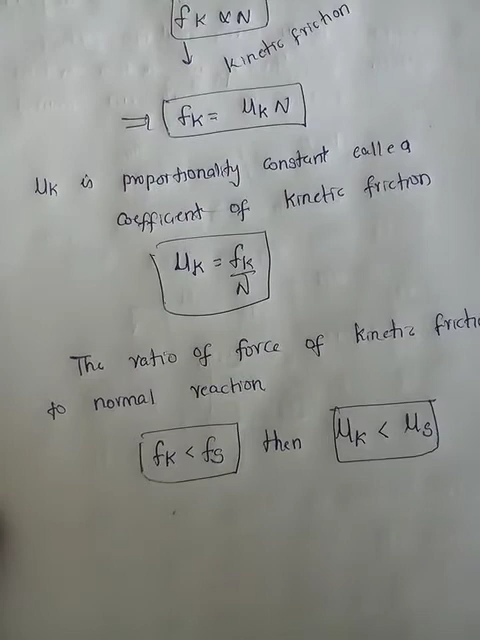 fK ∝ N
↓ Kinetic friction
⇒ fK = μK N
μK is proportionality constant called
coefficient of kinetic friction
μK = fK/N
The ratio of force of kinetic frictio
to normal reaction
fK < fS then μK < μS